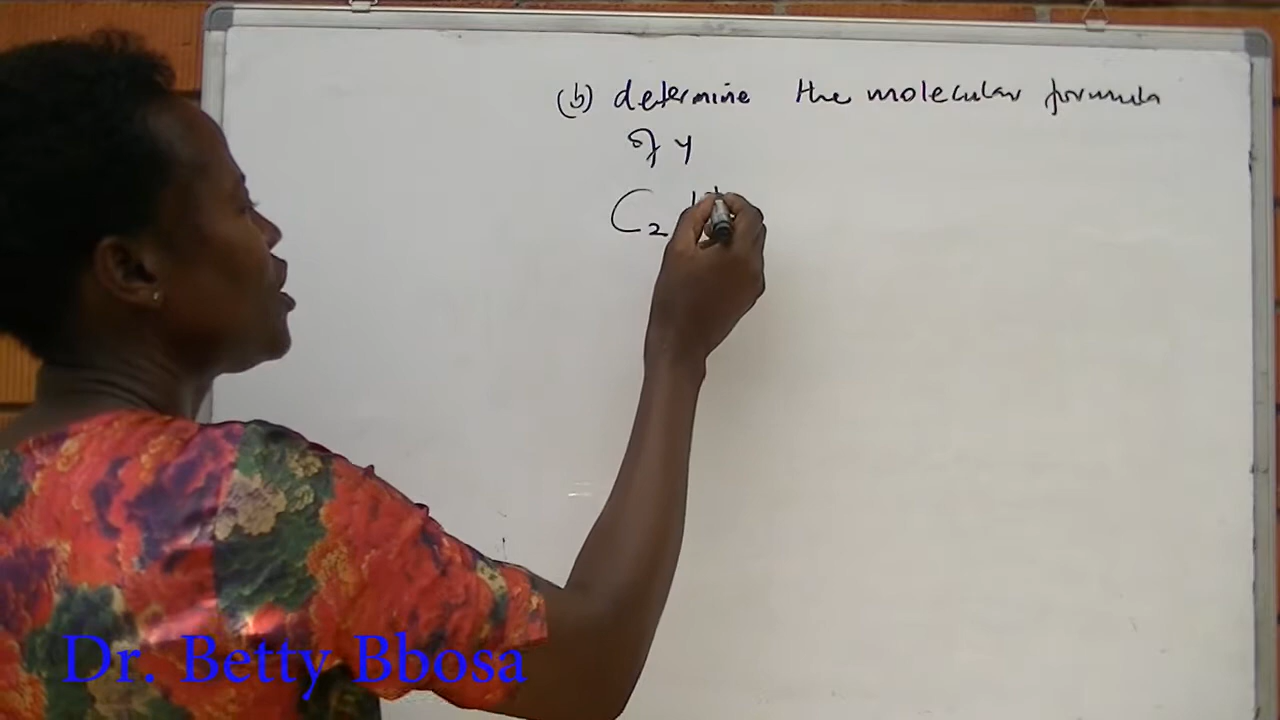 (b) determine the molecular formula
of y
C₂ H
Dr. Betty Bbosa